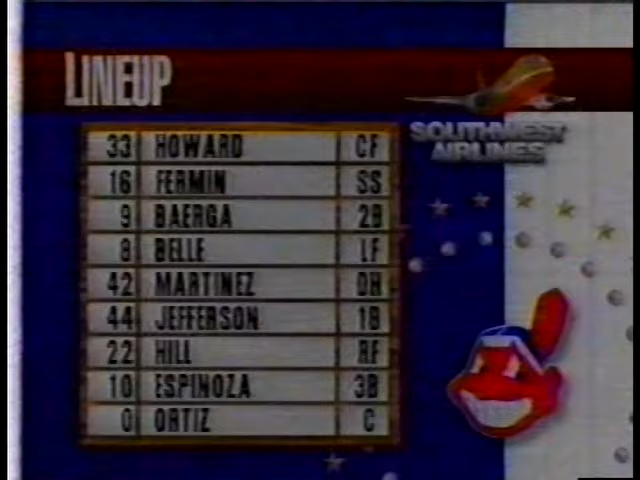 LINEUP
SOUTHWEST
AIRLINES
33 HOWARD CF
16 FERMIN SS
9 BAERGA 2B
8 BELLE LF
42 MARTINEZ DH
44 JEFFERSON 1B
22 HILL RF
10 ESPINOZA 3B
0 ORTIZ C